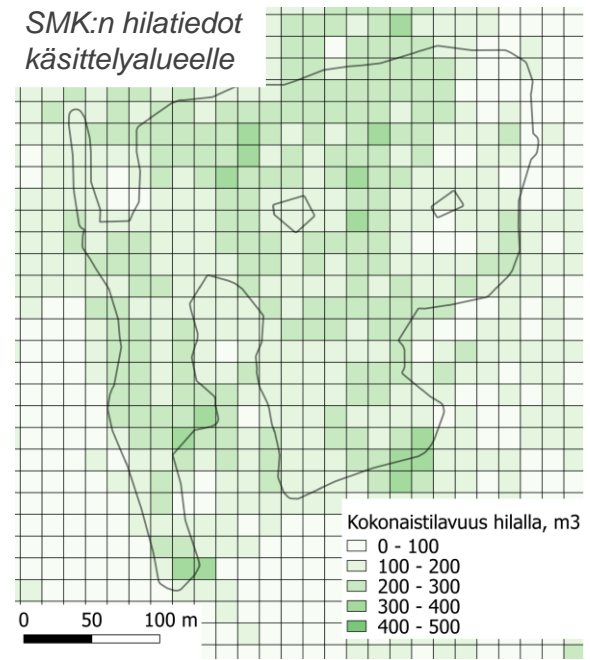 SMK:n hilatiedot
käsittelyalueelle
Kokonaistilavuus hilalla, m3
0 - 100
100 - 200
200 - 300
300 - 400
400 - 500
0 50 100 m